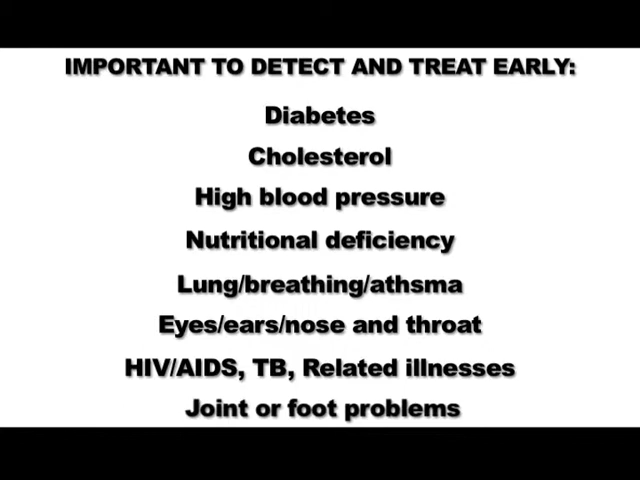 IMPORTANT TO DETECT AND TREAT EARLY:
Diabetes
Cholesterol
High blood pressure
Nutritional deficiency
Lung/breathing/athsma
Eyes/ears/nose and throat
HIV/AIDS, TB, Related illnesses
Joint or foot problems